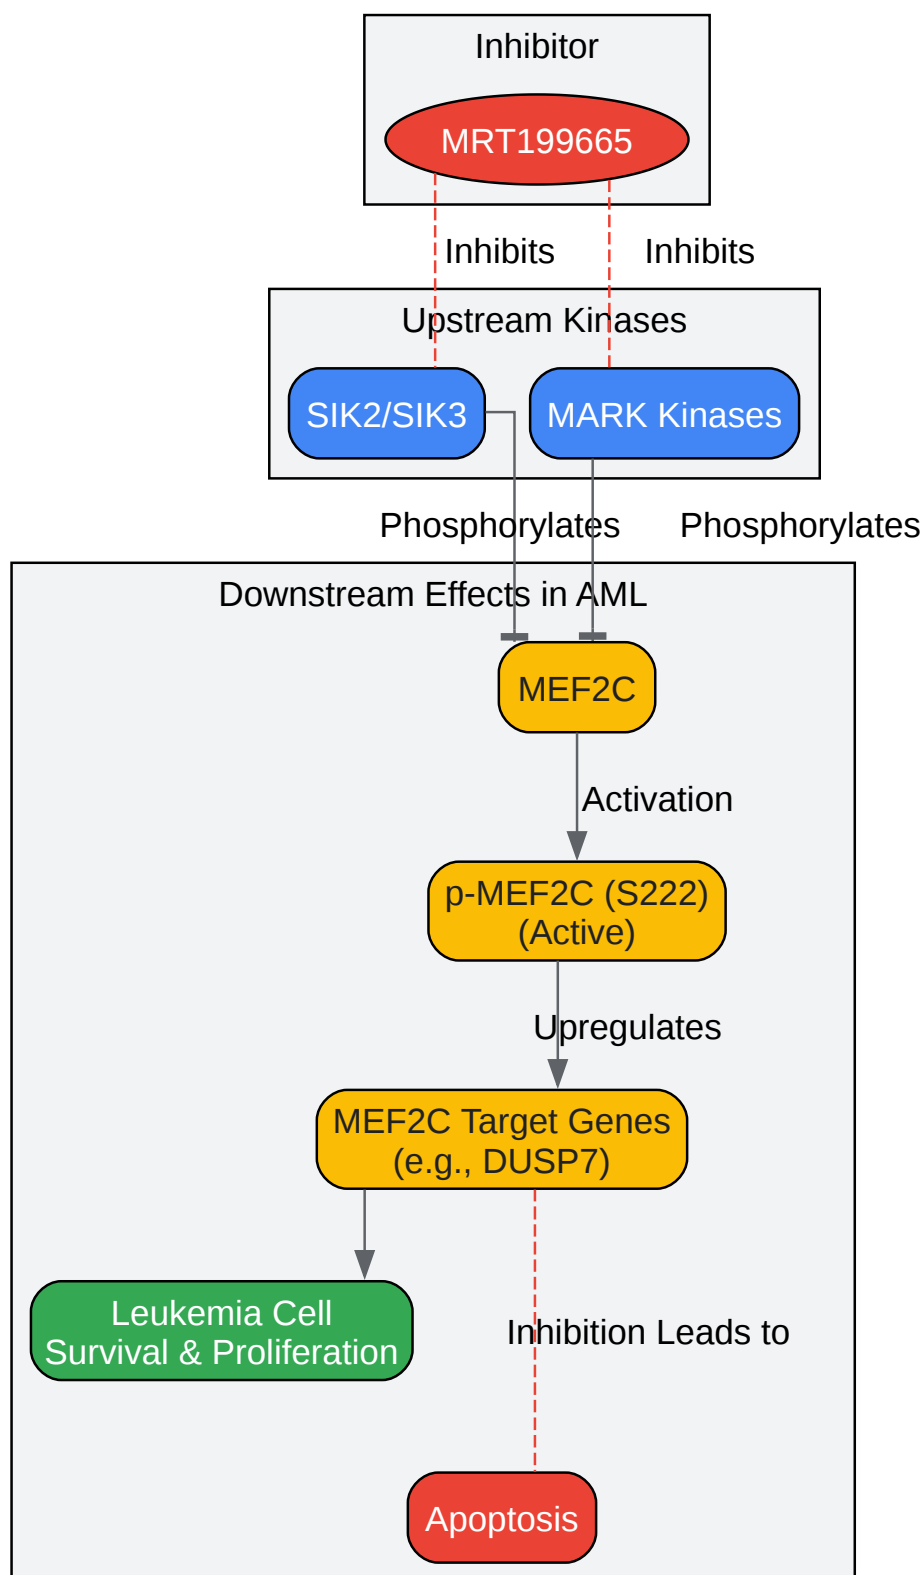 Inhibitor
MRT199665
Inhibits
Inhibits
Upstream Kinases
SIK2/SIK3
MARK Kinases
Phosphorylates
Phosphorylates
Downstream Effects in AML
MEF2C
Activation
p-MEF2C (S222)
(Active)
Upregulates
MEF2C Target Genes
(e.g., DUSP7)
Leukemia Cell
Survival & Proliferation
Inhibition Leads to
Apoptosis